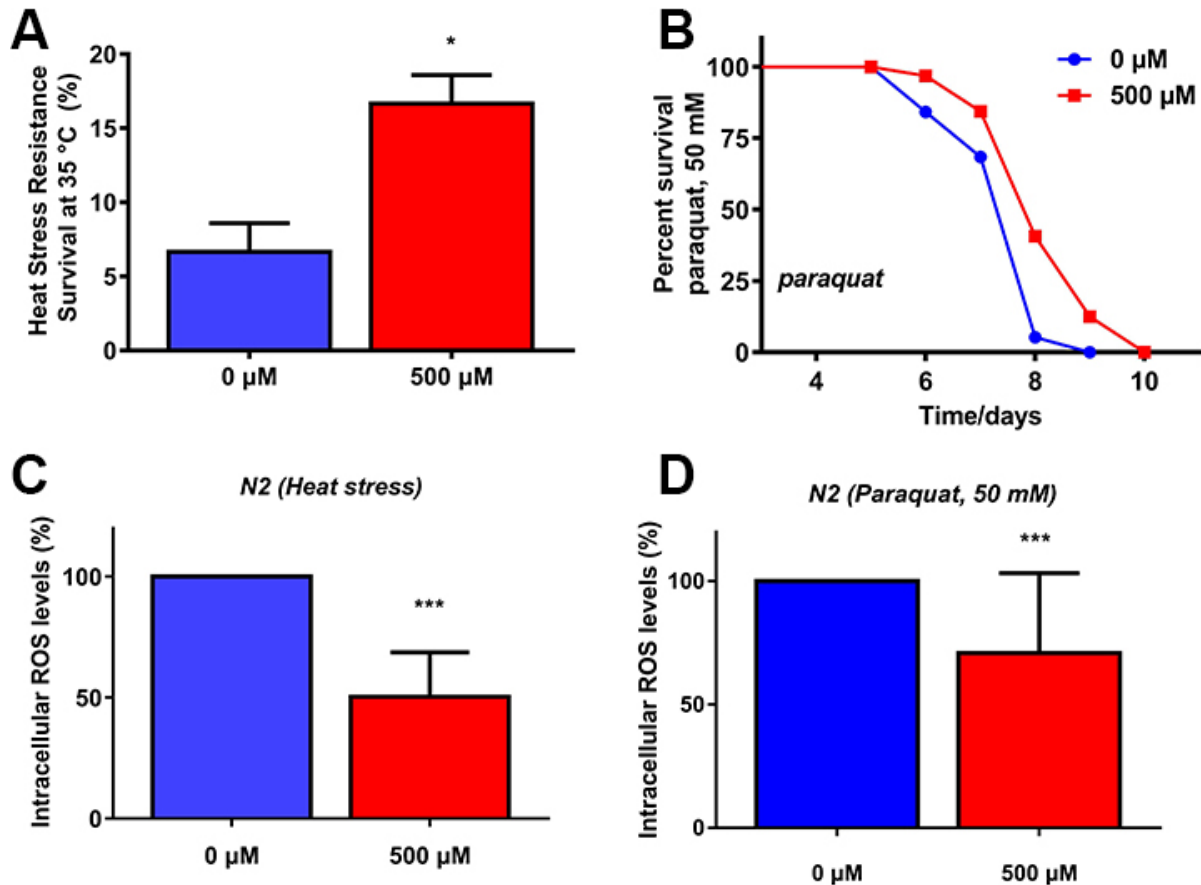 A
Heat Stress Resistance
Survival at 35 °C (%)
20
15
10
5
0
*
0 µM
500 µM
B
Percent survival
paraquat, 50 mM
100
75
50
25
0
0 µM
500 µM
paraquat
4
6
8
10
Time/days
C
N2 (Heat stress)
Intracellular ROS levels (%)
100
50
0
***
0 µM
500 µM
D
N2 (Paraquat, 50 mM)
Intracellular ROS levels (%)
100
50
0
***
0 µM
500 µM